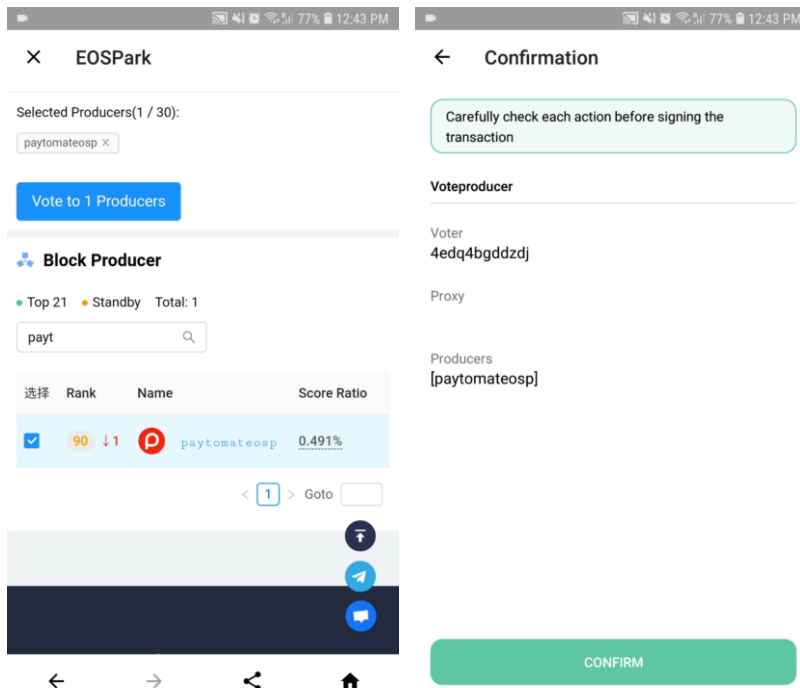 77% 12:43 PM
EOSPark
Selected Producers(1 / 30):
paytomateosp ×
Vote to 1 Producers
Block Producer
Top 21 Standby Total: 1
payt
选择 Rank Name Score Ratio
90 ↓1 paytomateosp 0.491%
< 1 > Goto
77% 12:43 PM
Confirmation
Carefully check each action before signing the
transaction
Voteproducer
Voter
4edq4bgddzdj
Proxy
Producers
[paytomateosp]
CONFIRM